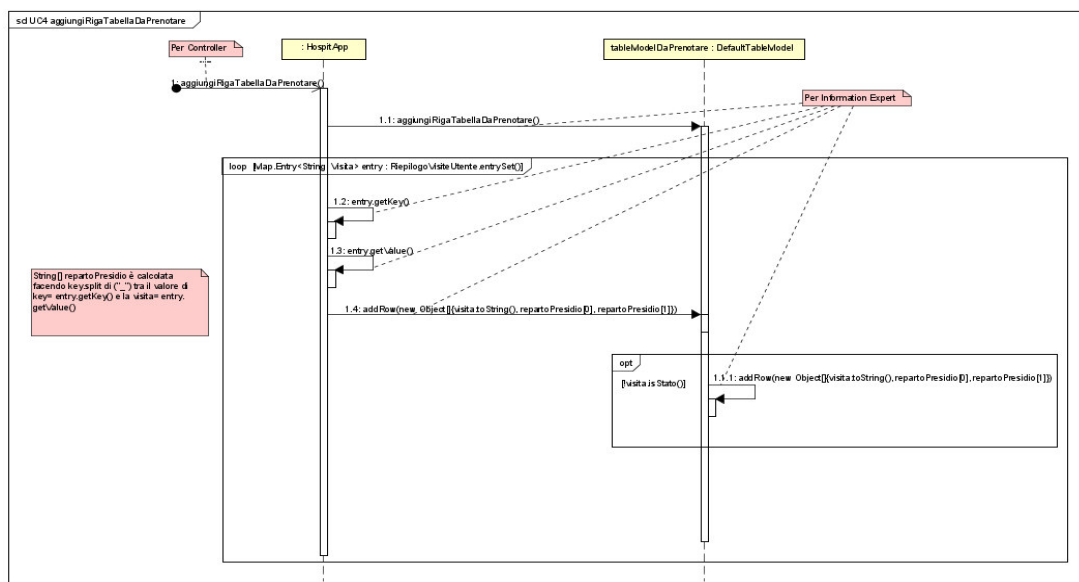 sd UC4 aggiungiRigaTabellaDaPrenotare
Per Controller
: HospitApp
tableModelDaPrenotare : DefaultTableModel
1: aggiungiRigaTabellaDaPrenotare()
Per Information Expert
1.1: aggiungiRigaTabellaDaPrenotare()
loop [Map.Entry<String, Visita> entry : RiepilogoVisiteUtente.entrySet()]
1.2: entry.getKey()
1.3: entry.getValue()
String[] repartoPresidio è calcolata
facendo key.split di ("_") tra il valore di
key= entry.getKey() e la visita= entry.
getValue()
1.4: addRow(new Object[]{visita.toString(), repartoPresidio[0], repartoPresidio[1]})
opt
[!visita.isStato()]
1.4.1: addRow(new Object[]{visita.toString(), repartoPresidio[0], repartoPresidio[1]})